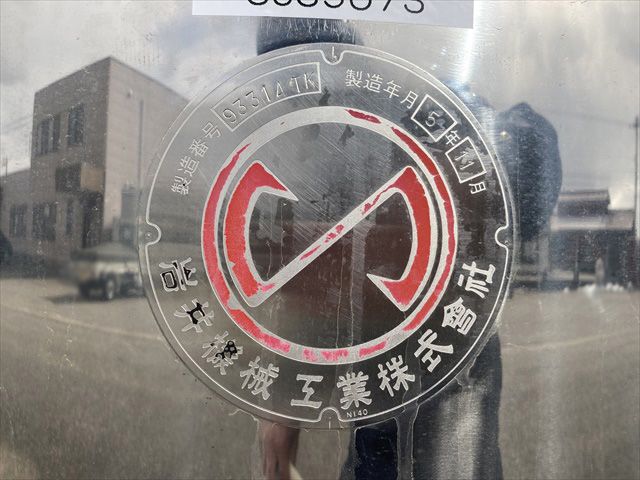 製造番号 93314TK
製造年月 5年11月
岩井機械工業株式會社
N140